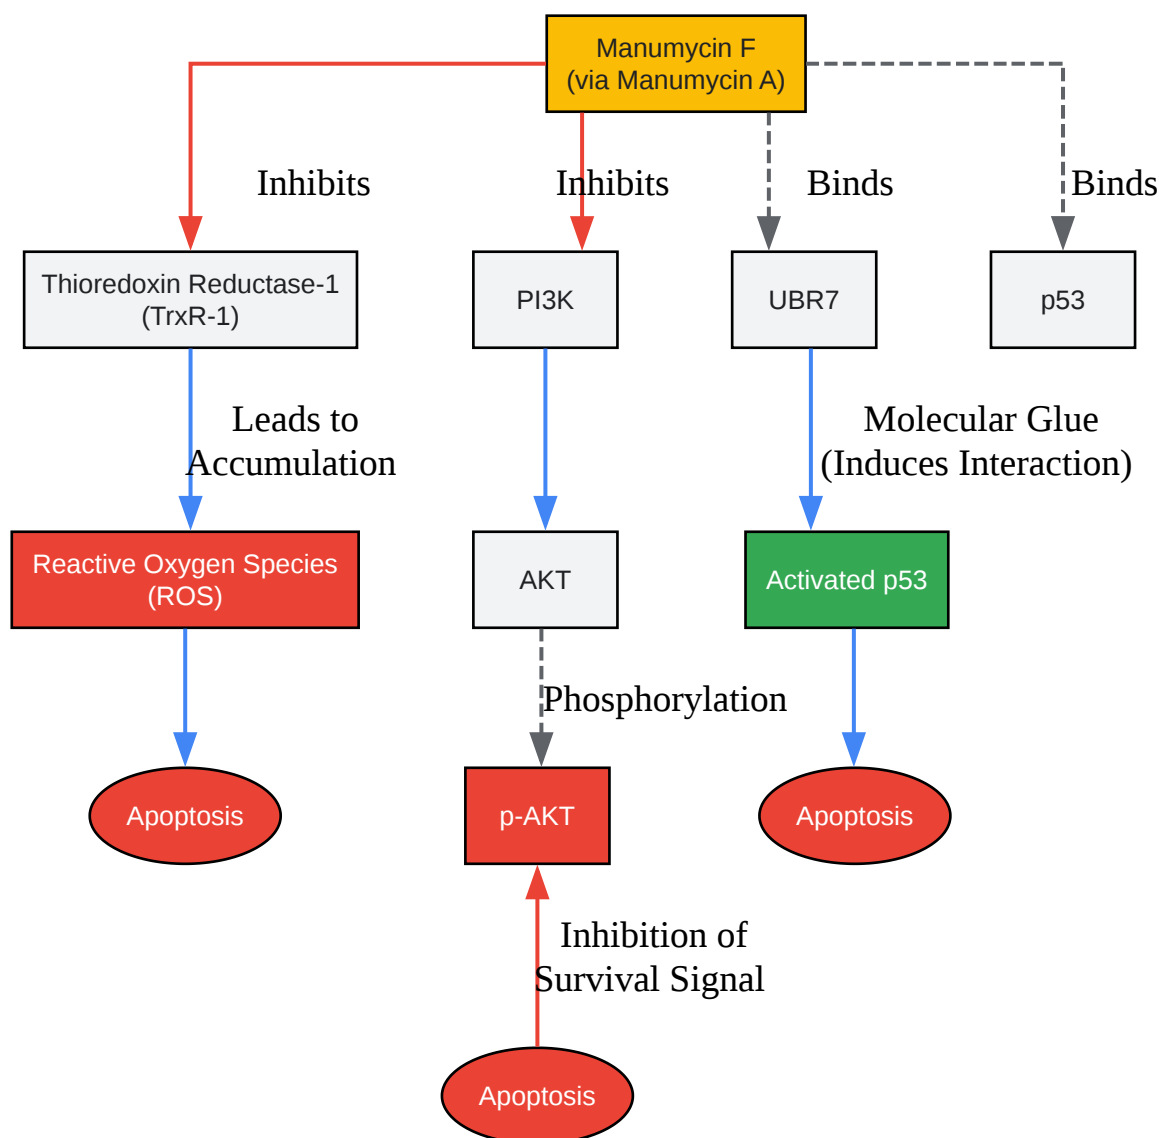 Manumycin F
(via Manumycin A)
Inhibits
Inhibits
Binds
Binds
Thioredoxin Reductase-1
(TrxR-1)
PI3K
UBR7
p53
Leads to
Accumulation
Molecular Glue
(Induces Interaction)
Reactive Oxygen Species
(ROS)
AKT
Activated p53
Phosphorylation
Apoptosis
p-AKT
Apoptosis
Inhibition of
Survival Signal
Apoptosis